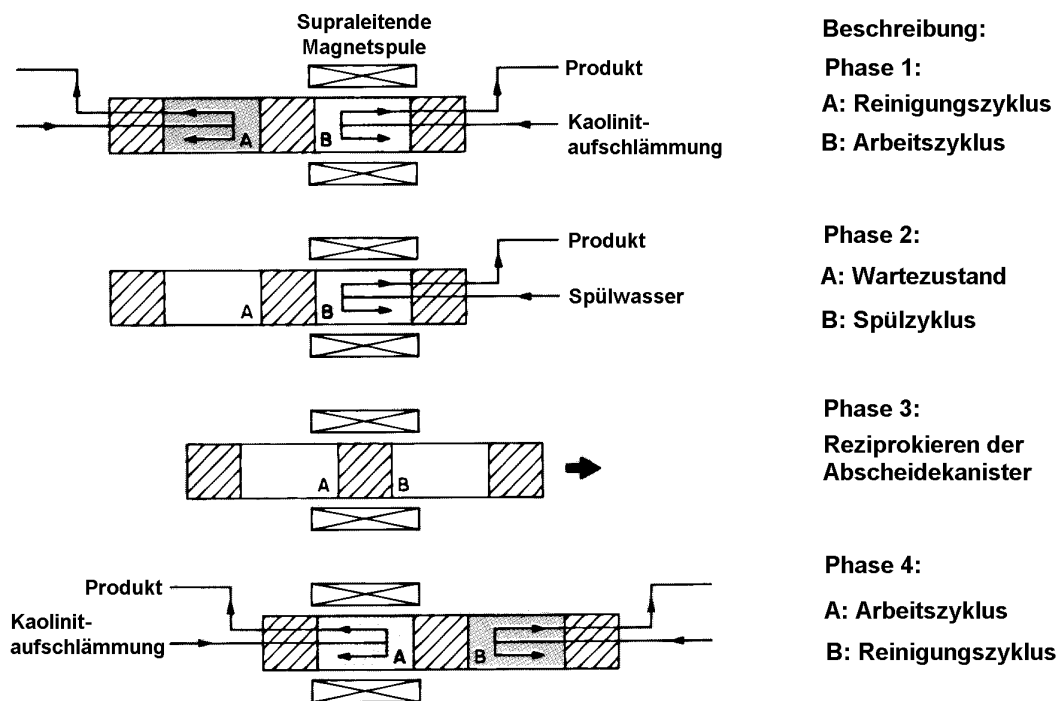 Supraleitende
Magnetspule
Beschreibung:
Produkt
Phase 1:
A: Reinigungszyklus
Kaolinit-
aufschlämmung
B: Arbeitszyklus
A
B
Produkt
Phase 2:
A: Wartezustand
Spülwasser
B: Spülzyklus
A
B
Phase 3:
Reziprokieren der
Abscheidekanister
A
B
Phase 4:
Produkt
A: Arbeitszyklus
Kaolinit-
aufschlämmung
B: Reinigungszyklus
A
B